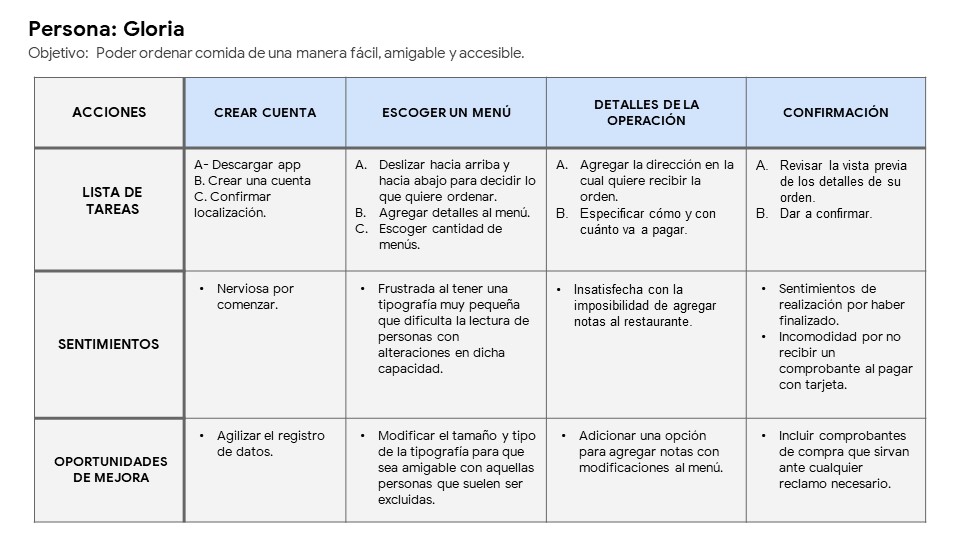 Persona: Gloria
Objetivo: Poder ordenar comida de una manera fácil, amigable y accesible.
ACCIONES
CREAR CUENTA
ESCOGER UN MENÚ
DETALLES DE LA
OPERACIÓN
CONFIRMACIÓN
LISTA DE
TAREAS
A- Descargar app
B. Crear una cuenta
C. Confirmar
localización.
A. Deslizar hacia arriba y
hacia abajo para decidir lo
que quiere ordenar.
B. Agregar detalles al menú.
C. Escoger cantidad de
menús.
A. Agregar la dirección en la
cual quiere recibir la
orden.
B. Especificar cómo y con
cuánto va a pagar.
A. Revisar la vista previa
de los detalles de su
orden.
B. Dar a confirmar.
SENTIMIENTOS
• Nerviosa por
comenzar.
• Frustrada al tener una
tipografía muy pequeña
que dificulta la lectura de
personas con
alteraciones en dicha
capacidad.
• Insatisfecha con la
imposibilidad de agregar
notas al restaurante.
• Sentimientos de
realización por haber
finalizado.
• Incomodidad por no
recibir un
comprobante al pagar
con tarjeta.
OPORTUNIDADES
DE MEJORA
• Agilizar el registro
de datos.
• Modificar el tamaño y tipo
de la tipografía para que
sea amigable con aquellas
personas que suelen ser
excluidas.
• Adicionar una opción
para agregar notas con
modificaciones al menú.
• Incluir comprobantes
de compra que sirvan
ante cualquier
reclamo necesario.